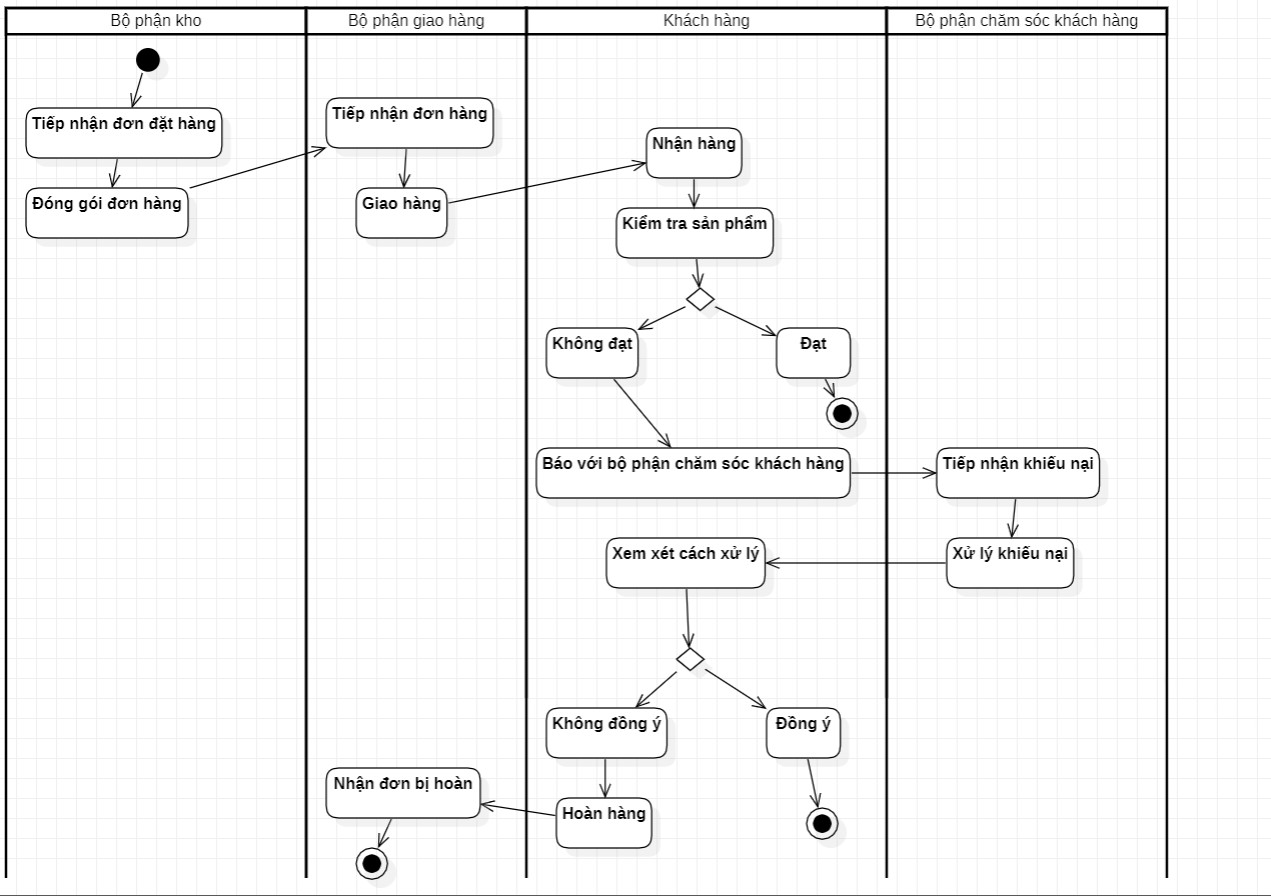 Bộ phận kho
Bộ phận giao hàng
Khách hàng
Bộ phận chăm sóc khách hàng
Tiếp nhận đơn đặt hàng
Tiếp nhận đơn hàng
Nhận hàng
Đóng gói đơn hàng
Giao hàng
Kiểm tra sản phẩm
Không đạt
Đạt
Báo với bộ phận chăm sóc khách hàng
Tiếp nhận khiếu nại
Xem xét cách xử lý
Xử lý khiếu nại
Không đồng ý
Đồng ý
Nhận đơn bị hoàn
Hoàn hàng